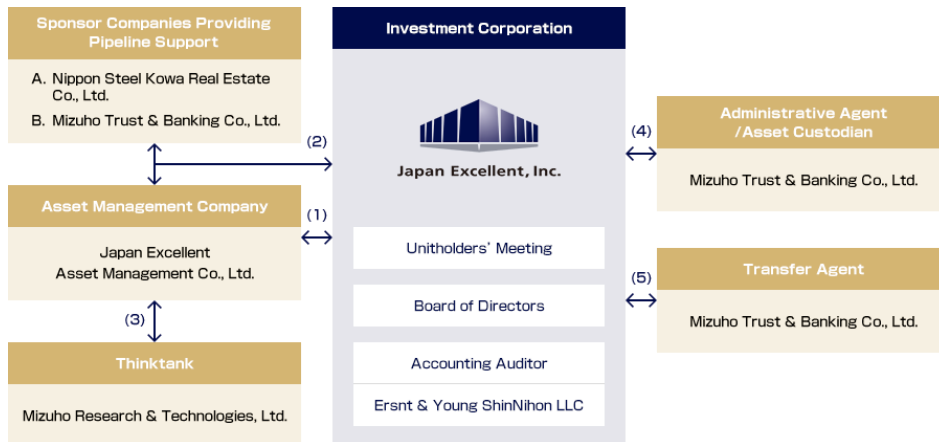 Sponsor Companies Providing
Pipeline Support
A. Nippon Steel Kowa Real Estate
Co., Ltd.
B. Mizuho Trust & Banking Co., Ltd.
(2)
Asset Management Company
Japan Excellent
Asset Management Co., Ltd.
(1)
(3)
Thinktank
Mizuho Research & Technologies, Ltd.
Investment Corporation
Japan Excellent, Inc.
Unitholders' Meeting
Board of Directors
Accounting Auditor
Ersnt & Young ShinNihon LLC
(4)
Administrative Agent
/Asset Custodian
Mizuho Trust & Banking Co., Ltd.
(5)
Transfer Agent
Mizuho Trust & Banking Co., Ltd.